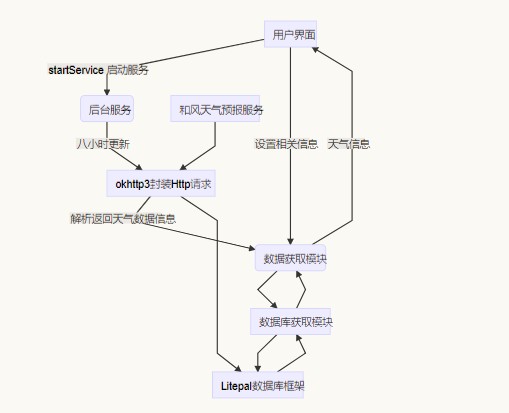 用户界面
startService 启动服务
后台服务
和风天气预报服务
八小时更新
设置相关信息
天气信息
okhttp3封装Http请求
解析返回天气数据信息
数据获取模块
数据库获取模块
Litepal数据库框架